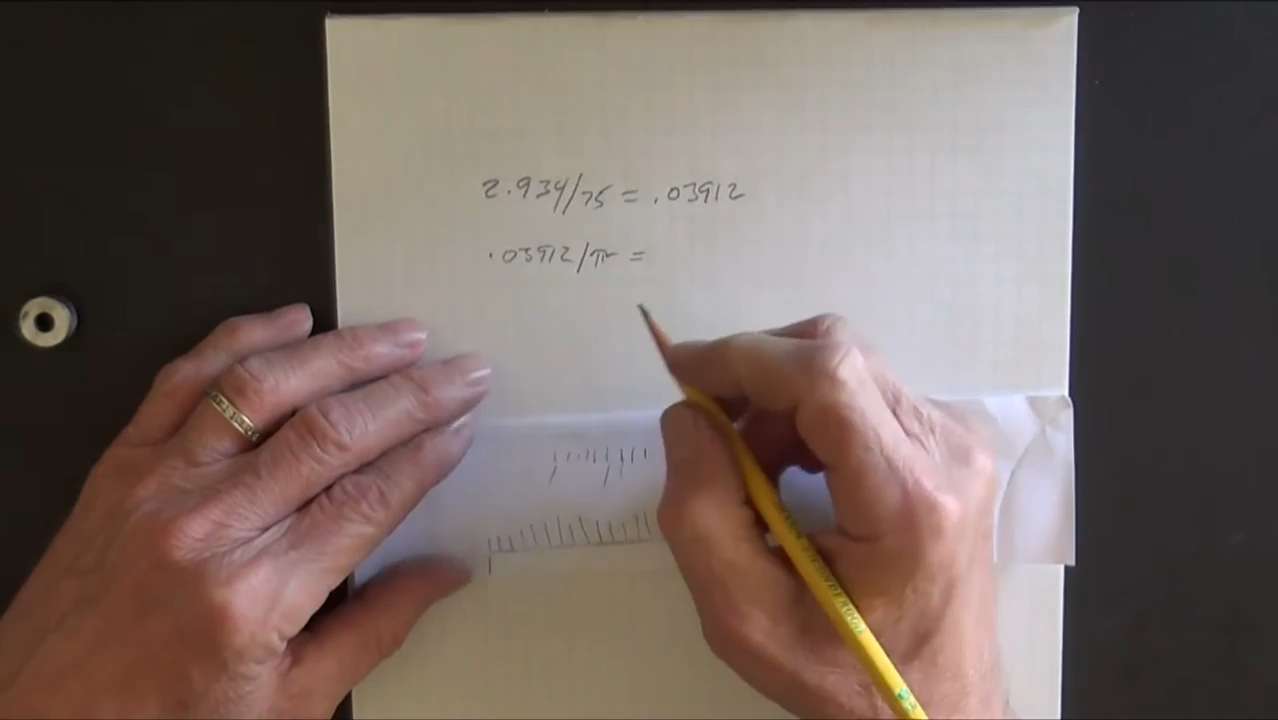 2.934/75 = .03912
.03912/π =